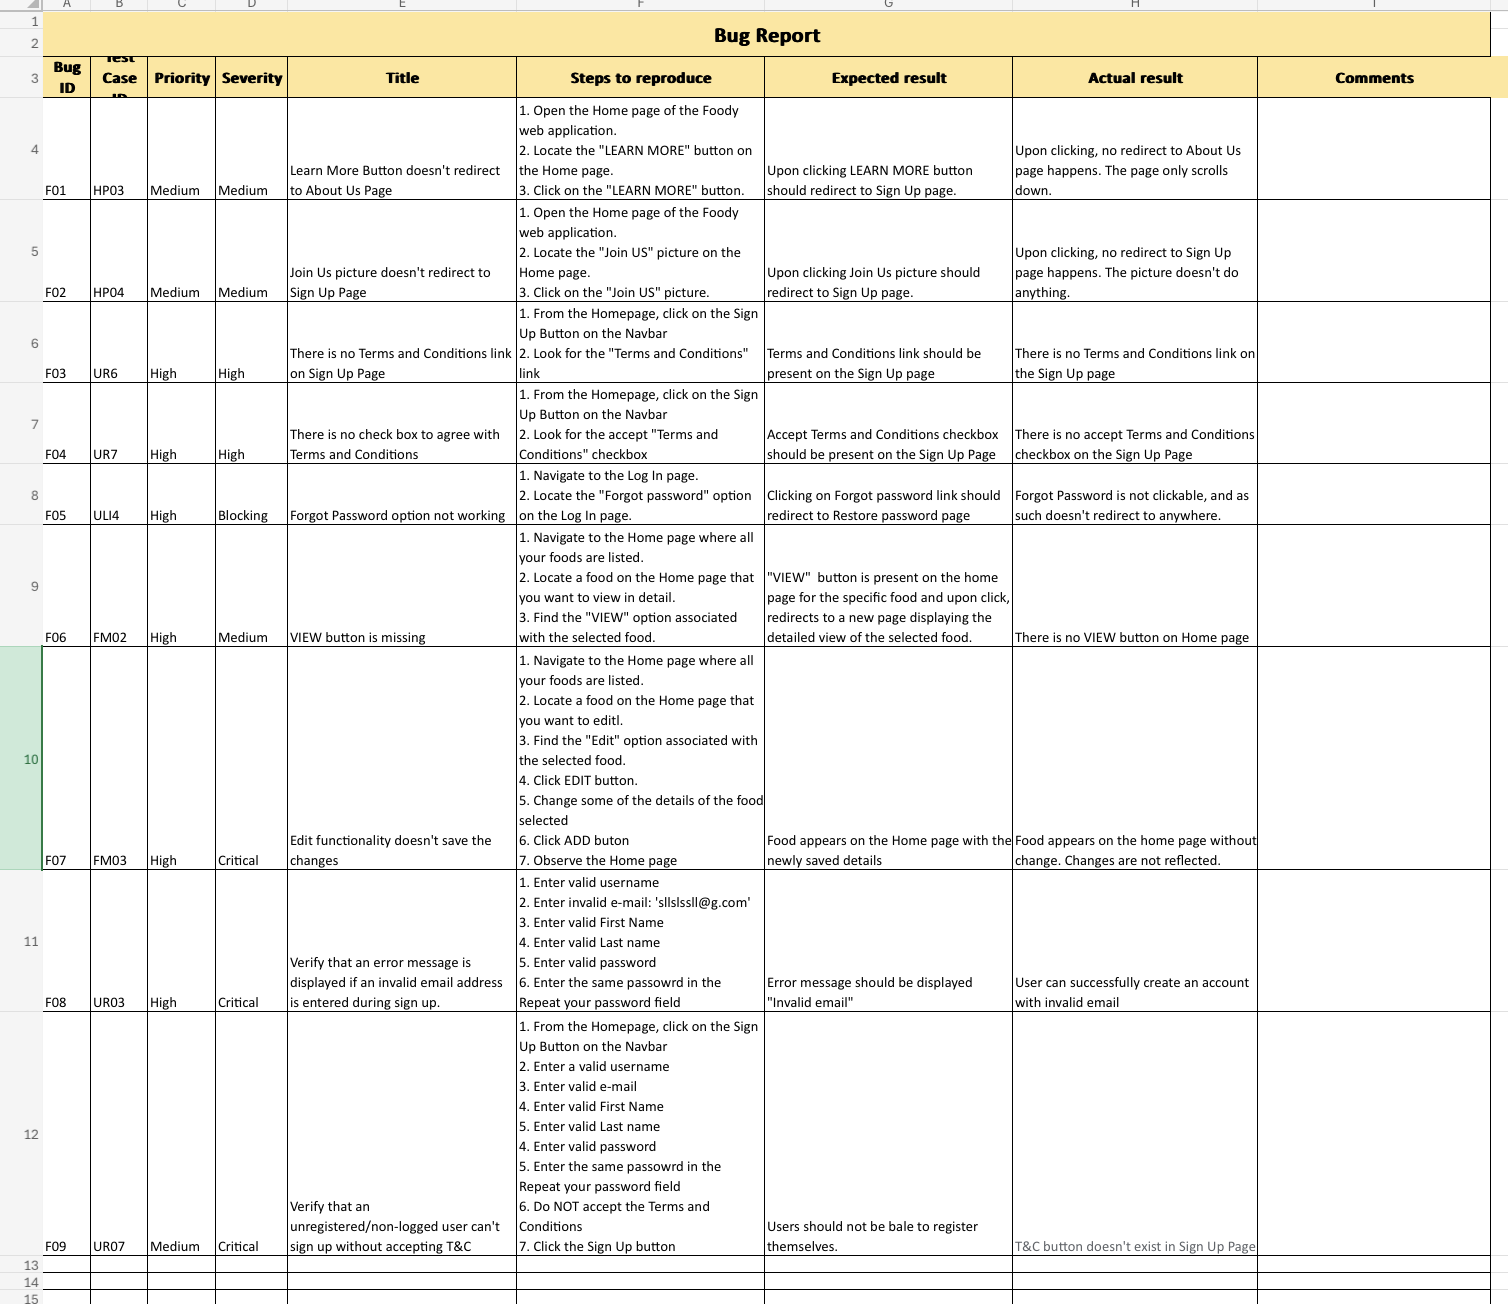 A B C D E F G H I
1
2
Bug Report
3
Bug
ID
Test
Case
ID
Priority
Severity
Title
Steps to reproduce
Expected result
Actual result
Comments
4
F01
HP03
Medium
Medium
Learn More Button doesn't redirect
to About Us Page
1. Open the Home page of the Foody
web application.
2. Locate the "LEARN MORE" button on
the Home page.
3. Click on the "LEARN MORE" button.
Upon clicking LEARN MORE button
should redirect to Sign Up page.
Upon clicking, no redirect to About Us
page happens. The page only scrolls
down.
5
F02
HP04
Medium
Medium
Join Us picture doesn't redirect to
Sign Up Page
1. Open the Home page of the Foody
web application.
2. Locate the "Join US" picture on the
Home page.
3. Click on the "Join US" picture.
Upon clicking Join Us picture should
redirect to Sign Up page.
Upon clicking, no redirect to Sign Up
page happens. The picture doesn't do
anything.
6
F03
UR6
High
High
There is no Terms and Conditions link
on Sign Up Page
1. From the Homepage, click on the Sign
Up Button on the Navbar
2. Look for the "Terms and Conditions"
link
Terms and Conditions link should be
present on the Sign Up page
There is no Terms and Conditions link on
the Sign Up page
7
F04
UR7
High
High
There is no check box to agree with
Terms and Conditions
1. From the Homepage, click on the Sign
Up Button on the Navbar
2. Look for the accept "Terms and
Conditions" checkbox
Accept Terms and Conditions checkbox
should be present on the Sign Up Page
There is no accept Terms and Conditions
checkbox on the Sign Up Page
8
F05
ULI4
High
Blocking
Forgot Password option not working
1. Navigate to the Log In page.
2. Locate the "Forgot password" option
on the Log In page.
Clicking on Forgot password link should
redirect to Restore password page
Forgot Password is not clickable, and as
such doesn't redirect to anywhere.
9
F06
FM02
High
Medium
VIEW button is missing
1. Navigate to the Home page where all
your foods are listed.
2. Locate a food on the Home page that
you want to view in detail.
3. Find the "VIEW" option associated
with the selected food.
"VIEW"  button is present on the home
page for the specific food and upon click,
redirects to a new page displaying the
detailed view of the selected food.
There is no VIEW button on Home page
10
F07
FM03
High
Critical
Edit functionality doesn't save the
changes
1. Navigate to the Home page where all
your foods are listed.
2. Locate a food on the Home page that
you want to editl.
3. Find the "Edit" option associated with
the selected food.
4. Click EDIT button.
5. Change some of the details of the food
selected
6. Click ADD buton
7. Observe the Home page
Food appears on the Home page with the
newly saved details
Food appears on the home page without
change. Changes are not reflected.
11
F08
UR03
High
Critical
Verify that an error message is
displayed if an invalid email address
is entered during sign up.
1. Enter valid username
2. Enter invalid e-mail: 'sllslssll@g.com'
3. Enter valid First Name
4. Enter valid Last name
5. Enter valid password
6. Enter the same passowrd in the
Repeat your password field
Error message should be displayed
"Invalid email"
User can successfully create an account
with invalid email
12
F09
UR07
Medium
Critical
Verify that an
unregistered/non-logged user can't
sign up without accepting T&C
1. From the Homepage, click on the Sign
Up Button on the Navbar
2. Enter a valid username
3. Enter valid e-mail
4. Enter valid First Name
5. Enter valid Last name
4. Enter valid password
5. Enter the same passowrd in the
Repeat your password field
6. Do NOT accept the Terms and
Conditions
7. Click the Sign Up button
Users should not be bale to register
themselves.
T&C button doesn't exist in Sign Up Page
13
14
15